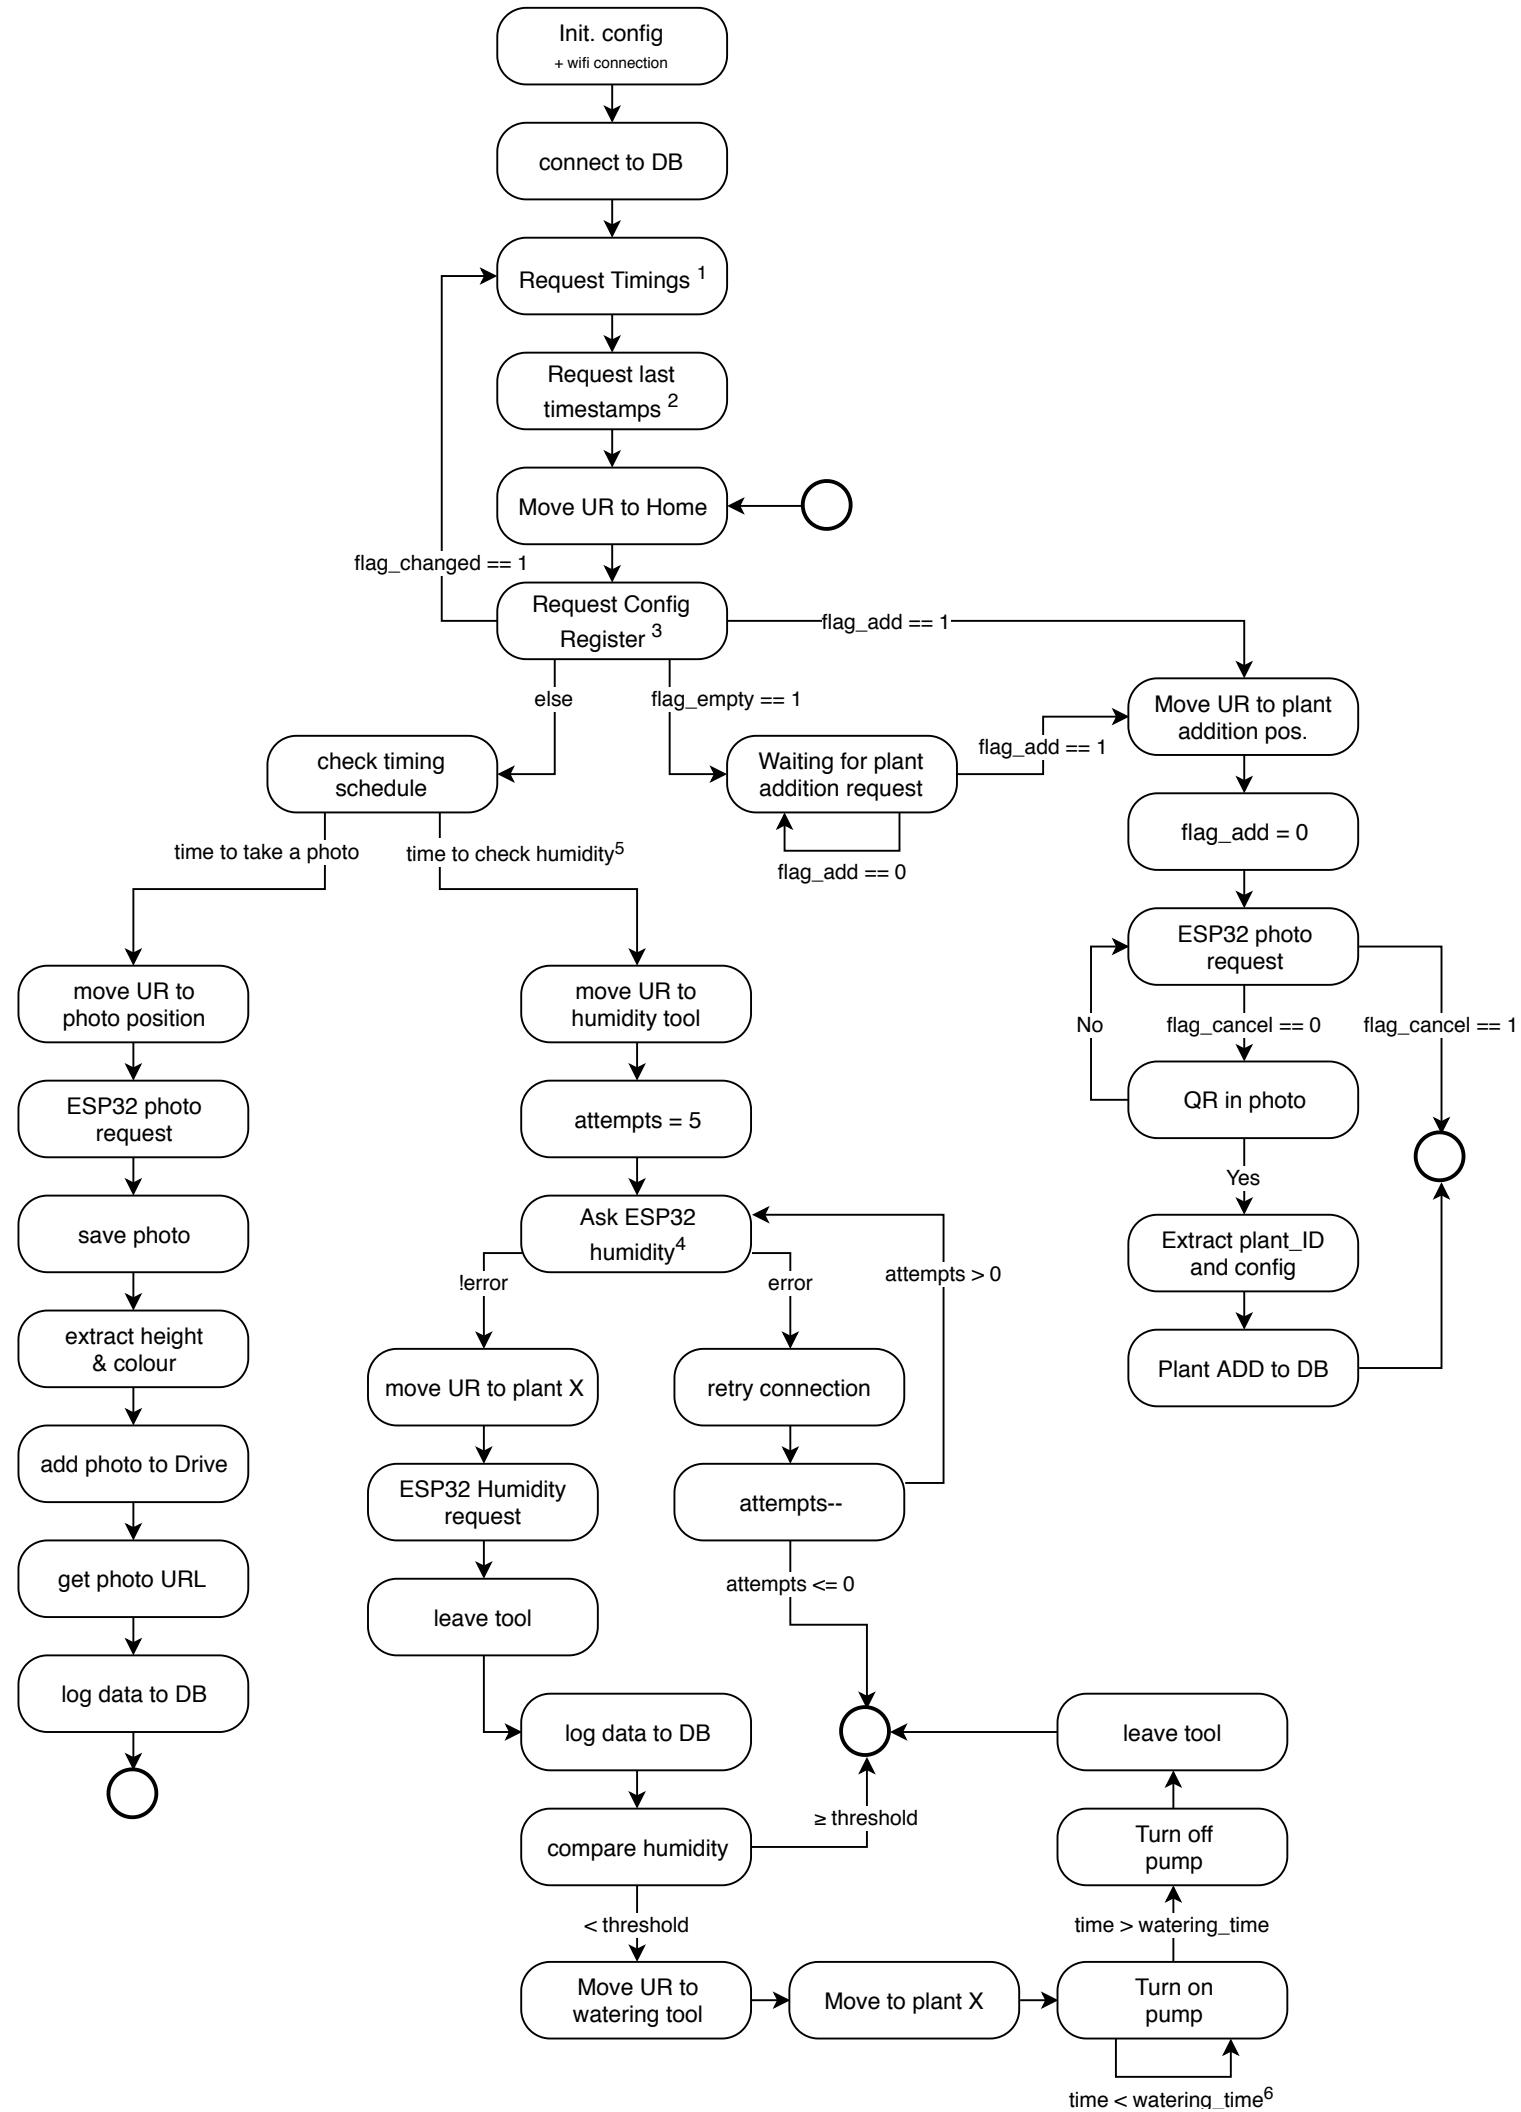 Init. config
+ wifi connection
connect to DB
Request Timings 1
Request last
timestamps 2
Move UR to Home
flag_changed == 1
Request Config
Register 3
flag_add == 1
else
flag_empty == 1
Move UR to plant
addition pos.
check timing
schedule
Waiting for plant
addition request
flag_add == 1
flag_add == 0
flag_add = 0
time to take a photo
time to check humidity5
ESP32 photo
request
No
flag_cancel == 0
flag_cancel == 1
QR in photo
Yes
Extract plant_ID
and config
Plant ADD to DB
move UR to
photo position
ESP32 photo
request
save photo
extract height
& colour
add photo to Drive
get photo URL
log data to DB
move UR to
humidity tool
attempts = 5
Ask ESP32
humidity4
!error
error
attempts > 0
move UR to plant X
retry connection
ESP32 Humidity
request
attempts--
leave tool
attempts <= 0
log data to DB
leave tool
compare humidity
≥ threshold
Turn off
pump
< threshold
time > watering_time
Move UR to
watering tool
Move to plant X
Turn on
pump
time < watering_time6